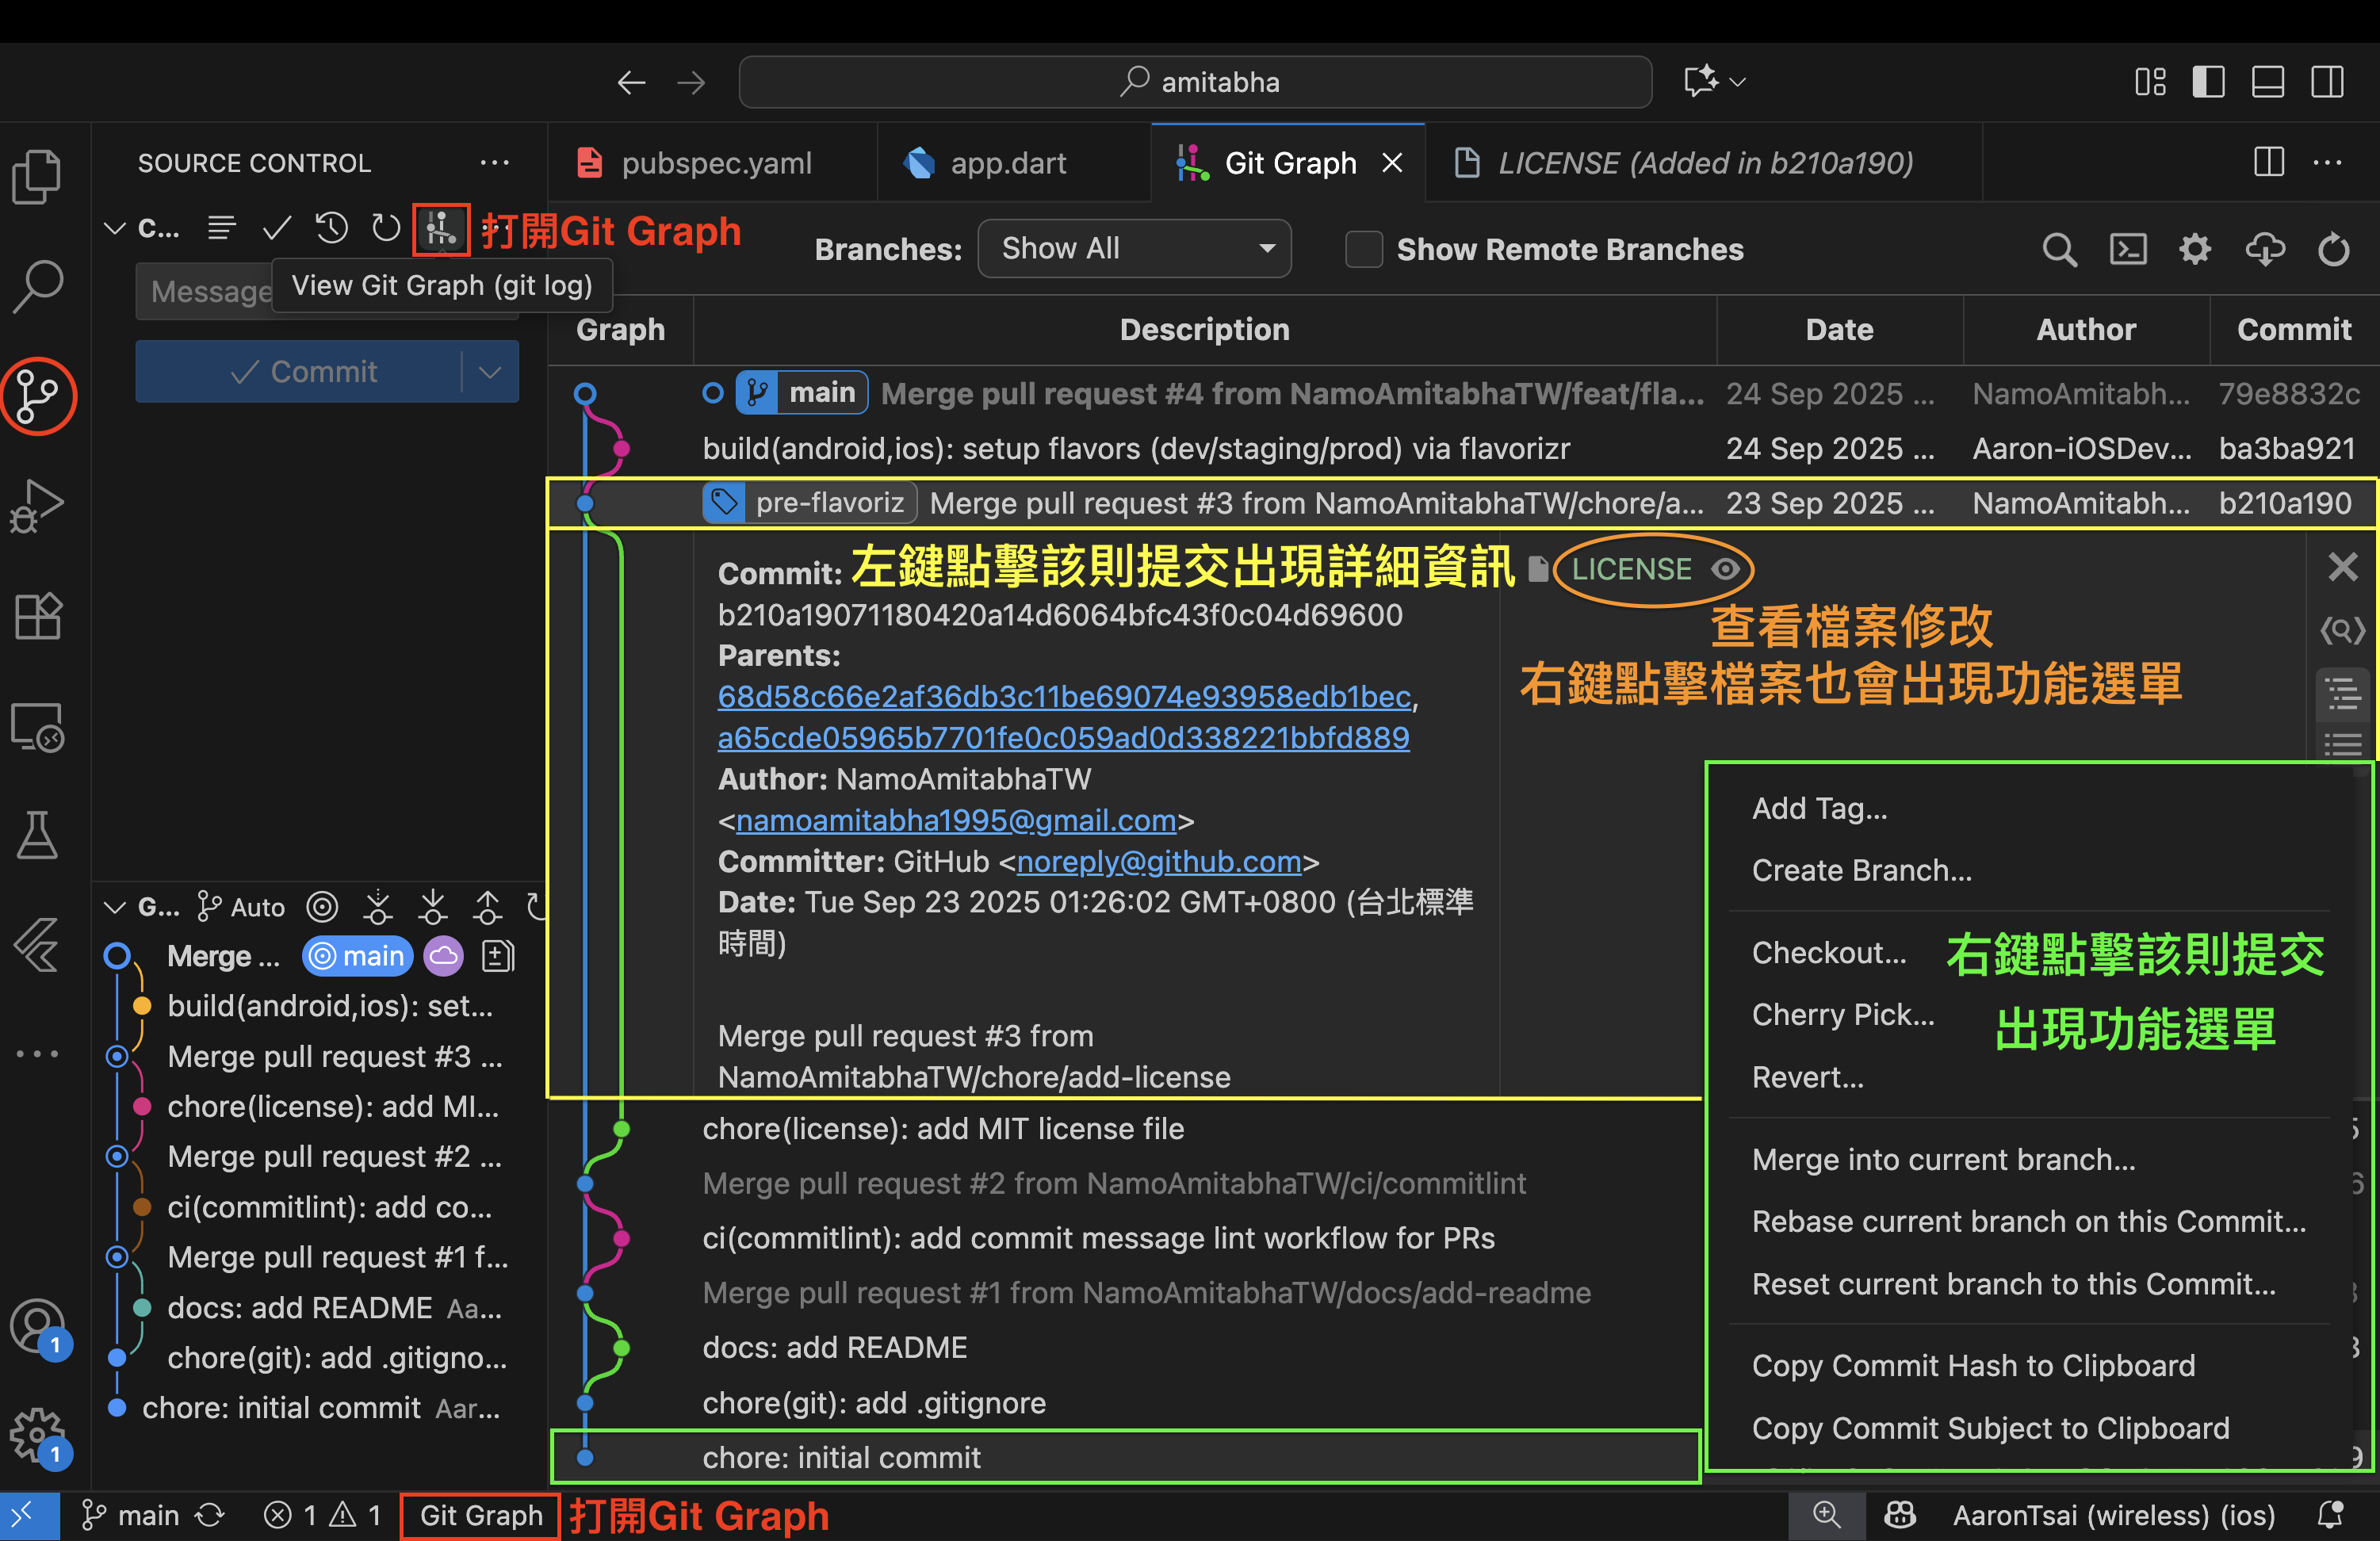 amitabha
SOURCE CONTROL
pubspec.yaml
app.dart
Git Graph
LICENSE (Added in b210a190)
C...
打開Git Graph
Message
View Git Graph (git log)
Commit
Branches:
Show All
Show Remote Branches
Graph
Description
Date
Author
Commit
main
Merge pull request #4 from NamoAmitabhaTW/feat/fla...
24 Sep 2025 ...
NamoAmitabh...
79e8832c
build(android,ios): setup flavors (dev/staging/prod) via flavorizr
24 Sep 2025 ...
Aaron-iOSDev...
ba3ba921
pre-flavoriz
Merge pull request #3 from NamoAmitabhaTW/chore/a...
23 Sep 2025 ...
NamoAmitabh...
b210a190
Commit:
左鍵點擊該則提交出現詳細資訊
b210a19071180420a14d6064bfc43f0c04d69600
Parents:
68d58c66e2af36db3c11be69074e93958edb1bec,
a65cde05965b7701fe0c059ad0d338221bbfd889
Author: NamoAmitabhaTW
<namoamitabha1995@gmail.com>
Committer: GitHub <noreply@github.com>
Date: Tue Sep 23 2025 01:26:02 GMT+0800 (台北標準
時間)
Merge pull request #3 from
NamoAmitabhaTW/chore/add-license
LICENSE
查看檔案修改
右鍵點擊檔案也會出現功能選單
Add Tag...
Create Branch...
Checkout...
Cherry Pick...
Revert...
右鍵點擊該則提交
出現功能選單
Merge into current branch...
Rebase current branch on this Commit...
Reset current branch to this Commit...
Copy Commit Hash to Clipboard
Copy Commit Subject to Clipboard
chore(license): add MIT license file
Merge pull request #2 from NamoAmitabhaTW/ci/commitlint
ci(commitlint): add commit message lint workflow for PRs
Merge pull request #1 from NamoAmitabhaTW/docs/add-readme
docs: add README
chore(git): add .gitignore
chore: initial commit
G...
Auto
Merge ...
main
build(android,ios): set...
Merge pull request #3 ...
chore(license): add MI...
Merge pull request #2 ...
ci(commitlint): add co...
Merge pull request #1 f...
docs: add README Aa...
chore(git): add .gitigno...
chore: initial commit Aar...
1
1
main
1
1
Git Graph
打開Git Graph
AaronTsai (wireless) (ios)